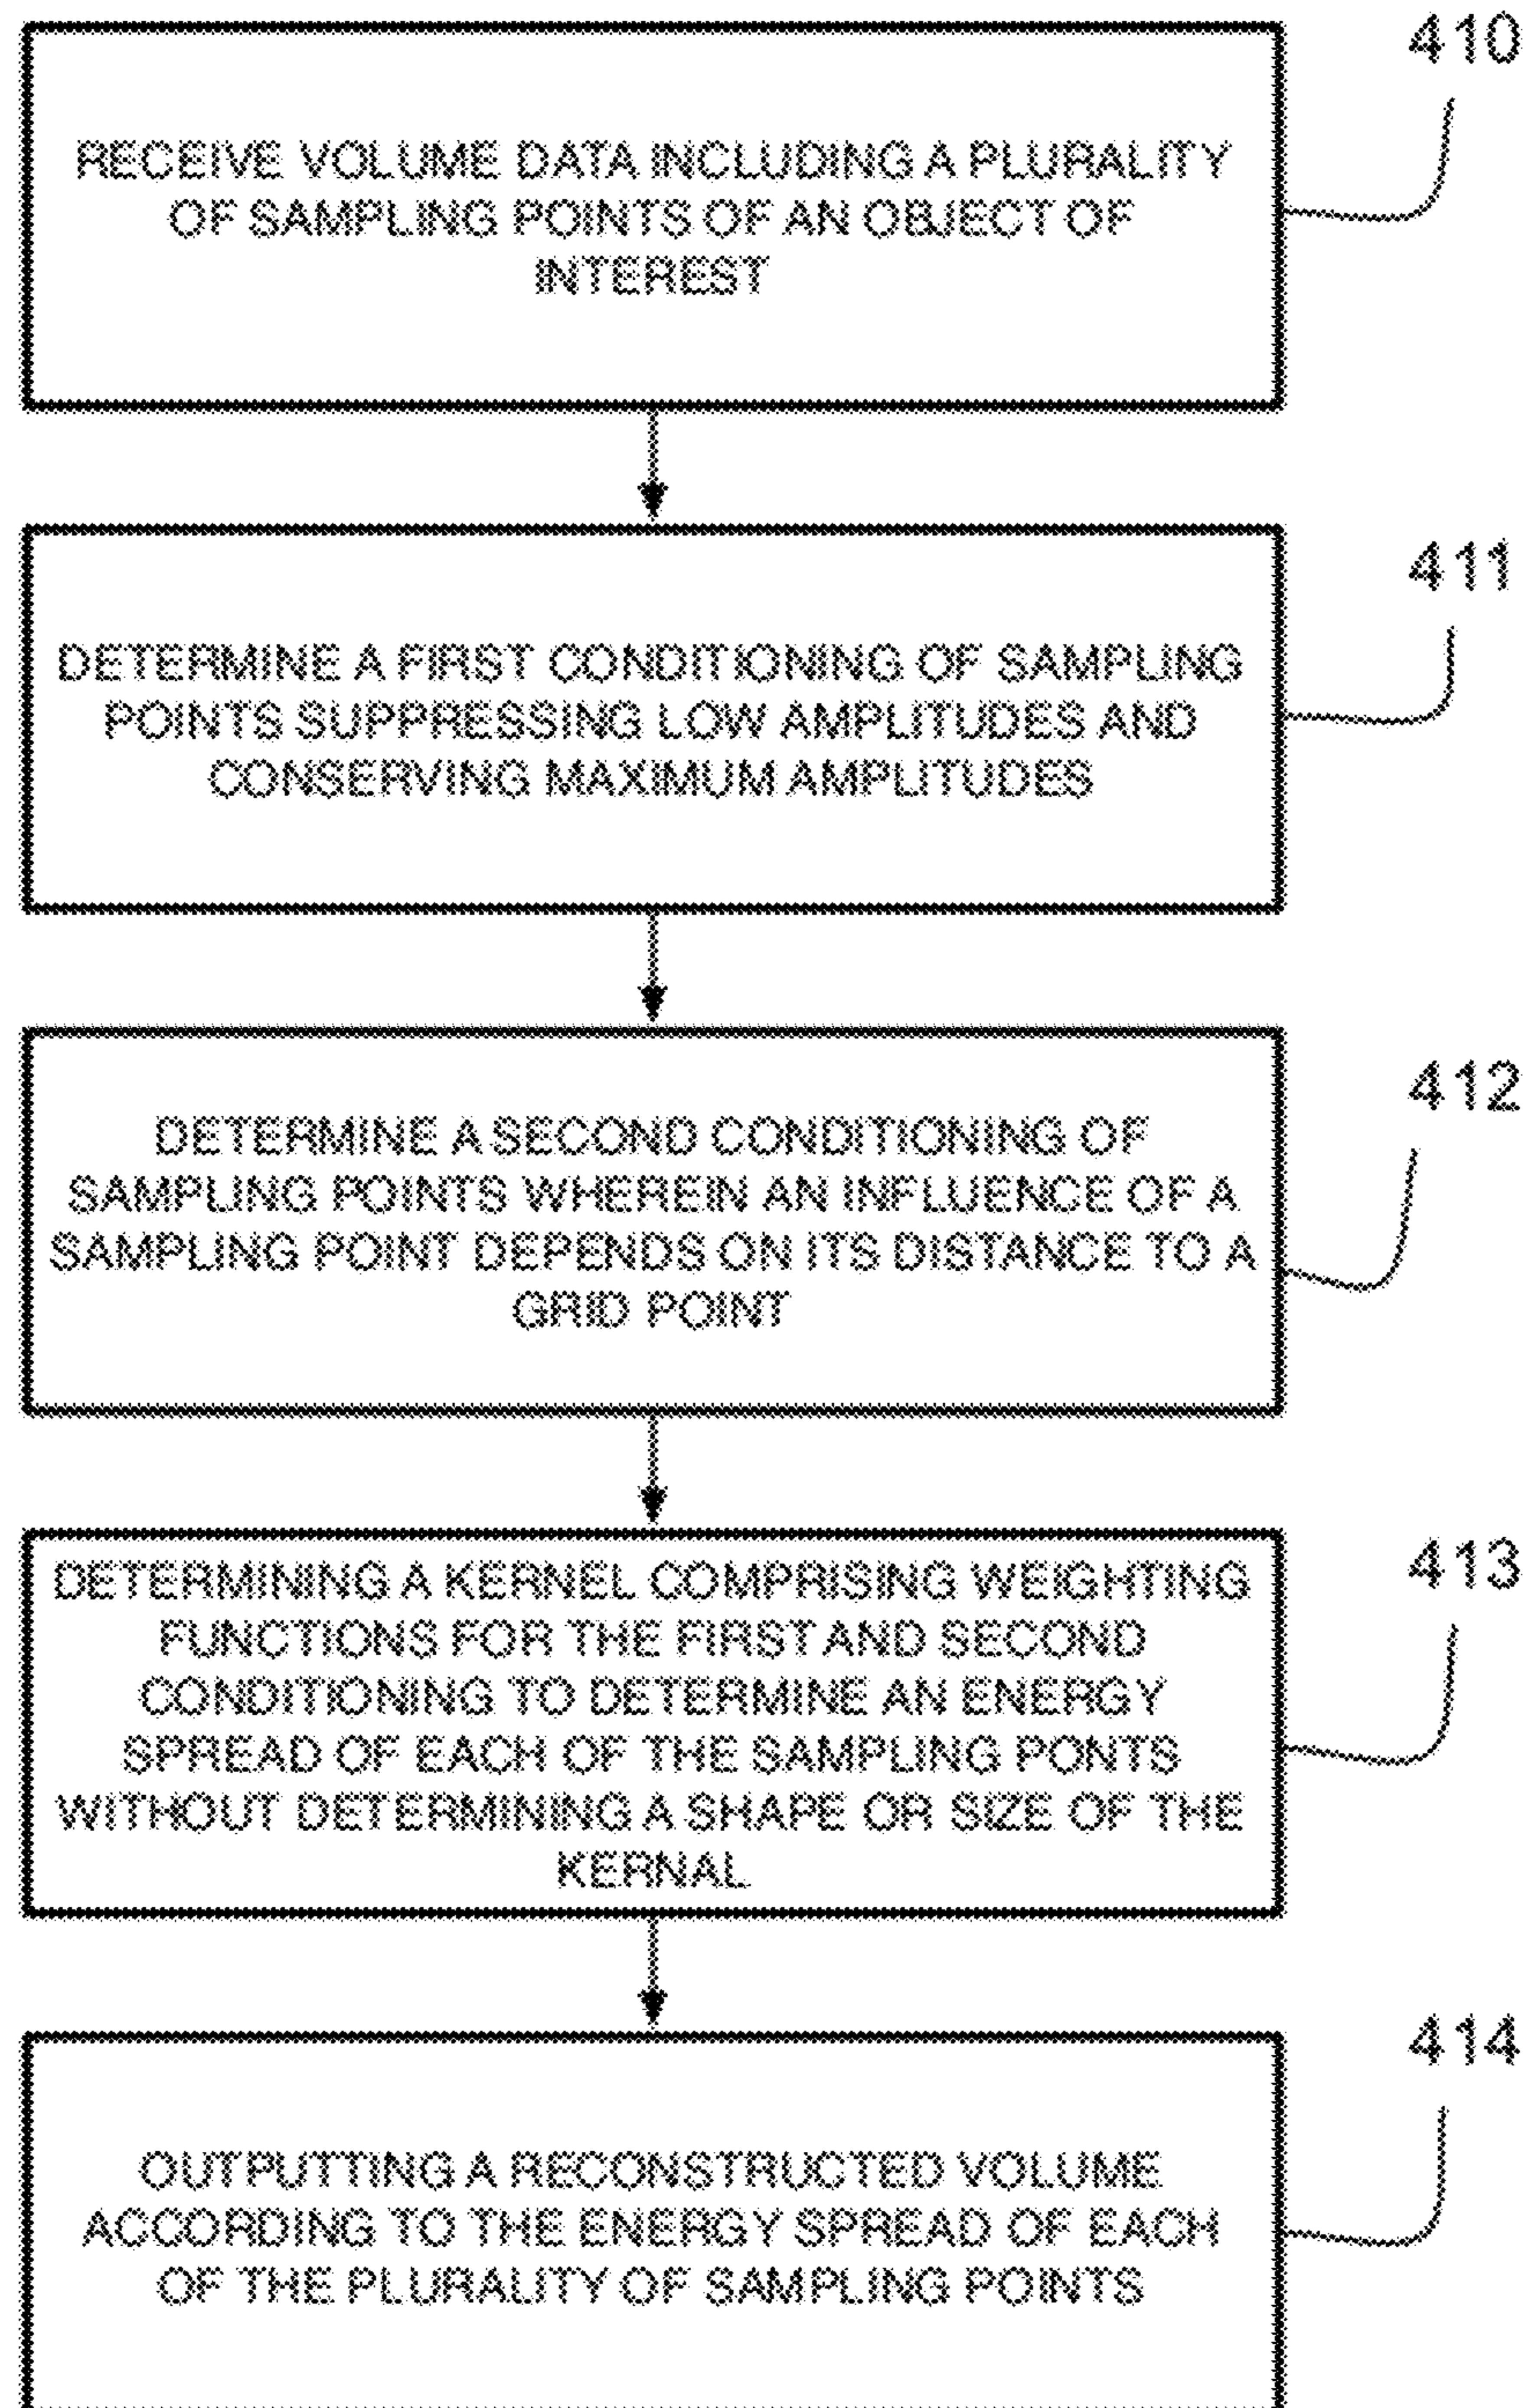 410
RECEIVE VOLUME DATA INCLUDING A PLURALITY
OF SAMPLING POINTS OF AN OBJECT OF
INTEREST
411
DETERMINE A FIRST CONDITIONING OF SAMPLING
POINTS SUPPRESSING LOW AMPLITUDES AND
CONSERVING MAXIMUM AMPLITUDES
412
DETERMINE A SECOND CONDITIONING OF
SAMPLING POINTS WHEREIN AN INFLUENCE OF A
SAMPLING POINT DEPENDS ON ITS DISTANCE TO A
GRID POINT
413
DETERMINING A KERNEL COMPRISING WEIGHTING
FUNCTIONS FOR THE FIRST AND SECOND
CONDITIONING TO DETERMINE AN ENERGY
SPREAD OF EACH OF THE SAMPLING PONTS
WITHOUT DETERMINING A SHAPE OR SIZE OF THE
KERNAL
414
OUTPUTTING A RECONSTRUCTED VOLUME
ACCORDING TO THE ENERGY SPREAD OF EACH
OF THE PLURALITY OF SAMPLING POINTS